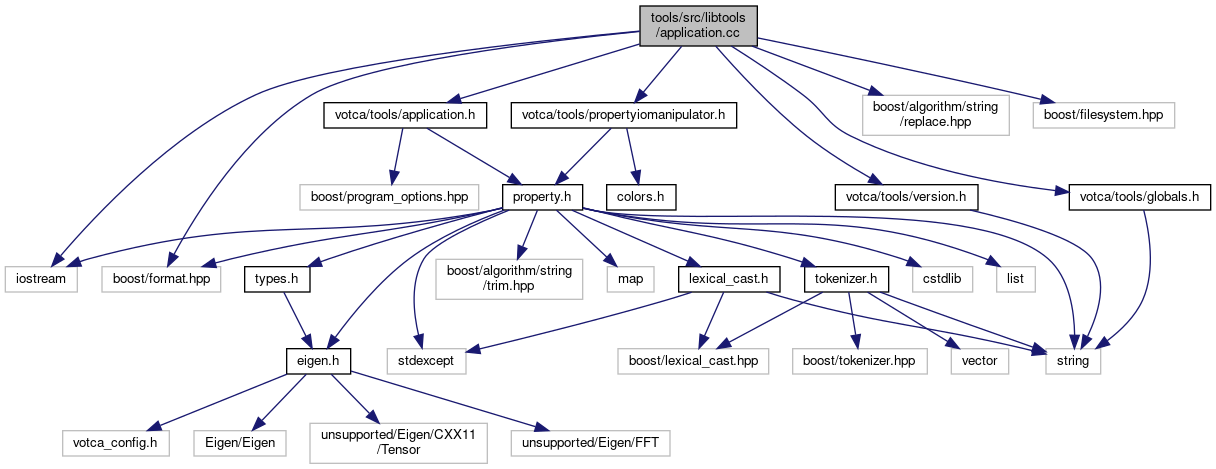 tools/src/libtools
/application.cc
votca/tools/application.h
votca/tools/propertyiomanipulator.h
boost/algorithm/string
/replace.hpp
boost/filesystem.hpp
boost/program_options.hpp
property.h
colors.h
votca/tools/version.h
votca/tools/globals.h
iostream
boost/format.hpp
types.h
boost/algorithm/string
/trim.hpp
map
lexical_cast.h
tokenizer.h
cstdlib
list
eigen.h
stdexcept
boost/lexical_cast.hpp
boost/tokenizer.hpp
vector
string
votca_config.h
Eigen/Eigen
unsupported/Eigen/CXX11
/Tensor
unsupported/Eigen/FFT